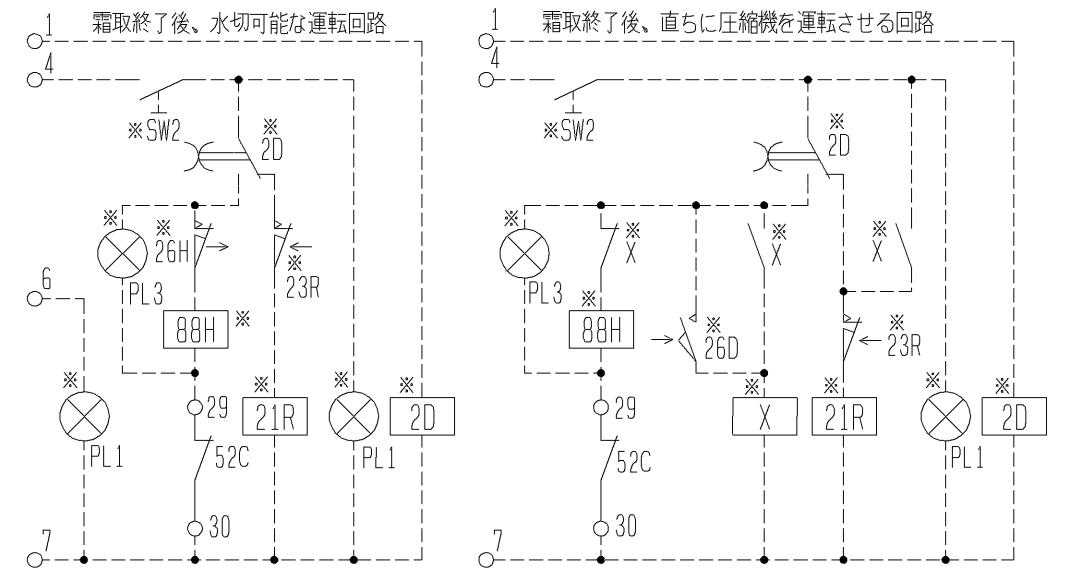 霜取終了後、水切可能な運転回路
1
4
※SW2
※
2D
※
PL3
※
26H
※
23R
6
88H ※
※
PL1
29
※
21R
※
PL1
※
2D
52C
30
7
霜取終了後、直ちに圧縮機を運転させる回路
1
4
※SW2
※
2D
※
PL3
※
X
※
X
※
X
※
88H
※
26D
※
23R
29
※
X
※
21R
※
PL1
※
2D
52C
30
7